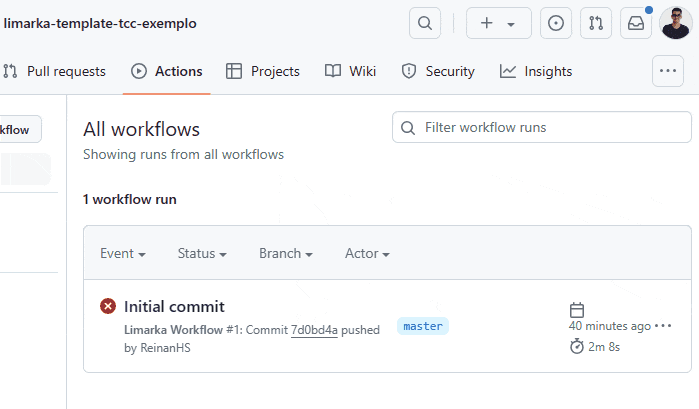 limarka-template-tcc-exemplo
Pull requests Actions Projects Wiki Security Insights
kflow
All workflows
Filter workflow runs
Showing runs from all workflows
1 workflow run
Event Status Branch Actor
Initial commit
Limarka Workflow #1: Commit 7d0bd4a pushed
by ReinanHS
master
40 minutes ago
2m 8s